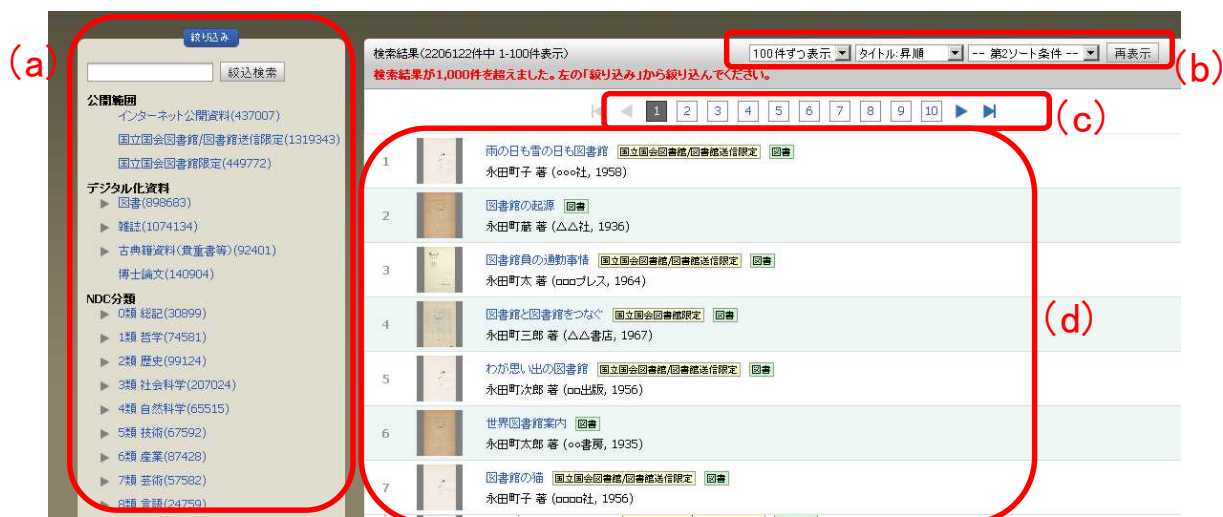 (a)
絞り込み
絞込検索
公開範囲
インターネット公開資料(437007)
国立国会図書館/図書館送信限定(1319343)
国立国会図書館限定(449772)
デジタル化資料
図書(898683)
雑誌(1074134)
古典籍資料(貴重書等)(92401)
博士論文(140904)
NDC分類
0類 総記(30899)
1類 哲学(74581)
2類 歴史(99124)
3類 社会科学(207024)
4類 自然科学(65515)
5類 技術(67592)
6類 産業(87428)
7類 芸術(57582)
8類 言語(24759)
検索結果(2206122件中 1-100件表示)
100件ずつ表示 タイトル:昇順 -- 第2ソート条件 -- 再表示
(b)
検索結果が1,000件を超えました。左の「絞り込み」から絞り込んでください。
1 2 3 4 5 6 7 8 9 10
(c)
1 雨の日も雪の日も図書館 国立国会図書館/図書館送信限定 図書
永田町子 著 (○○○社, 1958)
2 図書館の起源 図書
永田町蔵 著 (△△社, 1936)
3 図書館員の通勤事情 国立国会図書館/図書館送信限定 図書
永田町太 著 (□□□プレス, 1964)
4 図書館と図書館をつなぐ 国立国会図書館限定 図書
永田町三郎 著 (△△書店, 1967)
(d)
5 わが思い出の図書館 国立国会図書館/図書館送信限定 図書
永田町次郎 著 (□□出版, 1956)
6 世界図書館案内 図書
永田町太郎 著 (○○書房, 1935)
7 図書館の猫 国立国会図書館/図書館送信限定 図書
永田町子 著 (□□□□社, 1956)